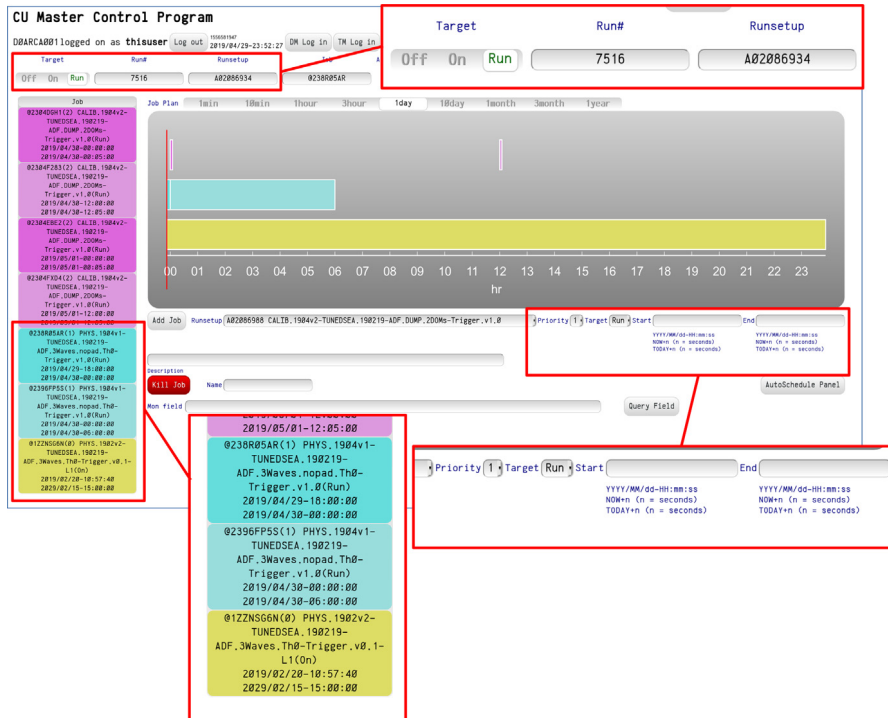 CU Master Control Program
DØARCAØØ1logged on as thisuser Log out 1556581947 2019/04/29-23:52:27 DM Log in TM Log in
Target Run# Runsetup
Off On Run 7516 A02086934 0238R05AR
Target Run# Runsetup
Off On Run 7516 A02086934
Job
@2304DGH1(2) CALIB.1904v2-
TUNEDSEA.190219-
ADF.DUMP.2DOMs-
Trigger.v1.0(Run)
2019/04/30-00:00:00
2019/04/30-00:05:00
@2304F283(2) CALIB.1904v2-
TUNEDSEA.190219-
ADF.DUMP.2DOMs-
Trigger.v1.0(Run)
2019/04/30-12:00:00
2019/04/30-12:05:00
@2304EBE2(2) CALIB.1904v2-
TUNEDSEA.190219-
ADF.DUMP.2DOMs-
Trigger.v1.0(Run)
2019/05/01-00:00:00
2019/05/01-00:05:00
@2304FXD4(2) CALIB.1904v2-
TUNEDSEA.190219-
ADF.DUMP.2DOMs-
Trigger.v1.0(Run)
2019/05/01-12:00:00
2019/05/01-12:05:00
@238R05AR(1) PHYS.1904v1-
TUNEDSEA.190219-
ADF.3Waves.nopad.Th0-
Trigger.v1.0(Run)
2019/04/29-18:00:00
2019/04/30-00:00:00
@2396FP5S(1) PHYS.1904v1-
TUNEDSEA.190219-
ADF.3Waves.nopad.Th0-
Trigger.v1.0(Run)
2019/04/30-00:00:00
2019/04/30-06:00:00
@1ZZNSG6N(0) PHYS.1902v2-
TUNEDSEA.190219-
ADF.3Waves.Th0-Trigger.v0.1-
L1(On)
2019/02/20-10:57:40
2029/02/15-15:00:00
Job Plan 1min 10min 1hour 3hour 1day 10day 1month 3month 1year
00 01 02 03 04 05 06 07 08 09 10 11 12 13 14 15 16 17 18 19 20 21 22 23
hr
Add Job Runsetup A02086988 CALIB.1904v2-TUNEDSEA.190219-ADF.DUMP.2DOMs-Trigger.v1.0 Priority 1 Target Run Start End
YYYY/MM/dd-HH:mm:ss YYYY/MM/dd-HH:mm:ss
NOW+n (n = seconds) NOW+n (n = seconds)
TODAY+n (n = seconds) TODAY+n (n = seconds)
Description
Kill Job Name AutoSchedule Panel
Mon field Query Field
2019/05/01-12:05:00
@238R05AR(1) PHYS.1904v1-
TUNEDSEA.190219-
ADF.3Waves.nopad.Th0-
Trigger.v1.0(Run)
2019/04/29-18:00:00
2019/04/30-00:00:00
@2396FP5S(1) PHYS.1904v1-
TUNEDSEA.190219-
ADF.3Waves.nopad.Th0-
Trigger.v1.0(Run)
2019/04/30-00:00:00
2019/04/30-06:00:00
@1ZZNSG6N(0) PHYS.1902v2-
TUNEDSEA.190219-
ADF.3Waves.Th0-Trigger.v0.1-
L1(On)
2019/02/20-10:57:40
2029/02/15-15:00:00
Priority 1 Target Run Start End
YYYY/MM/dd-HH:mm:ss YYYY/MM/dd-HH:mm:ss
NOW+n (n = seconds) NOW+n (n = seconds)
TODAY+n (n = seconds) TODAY+n (n = seconds)